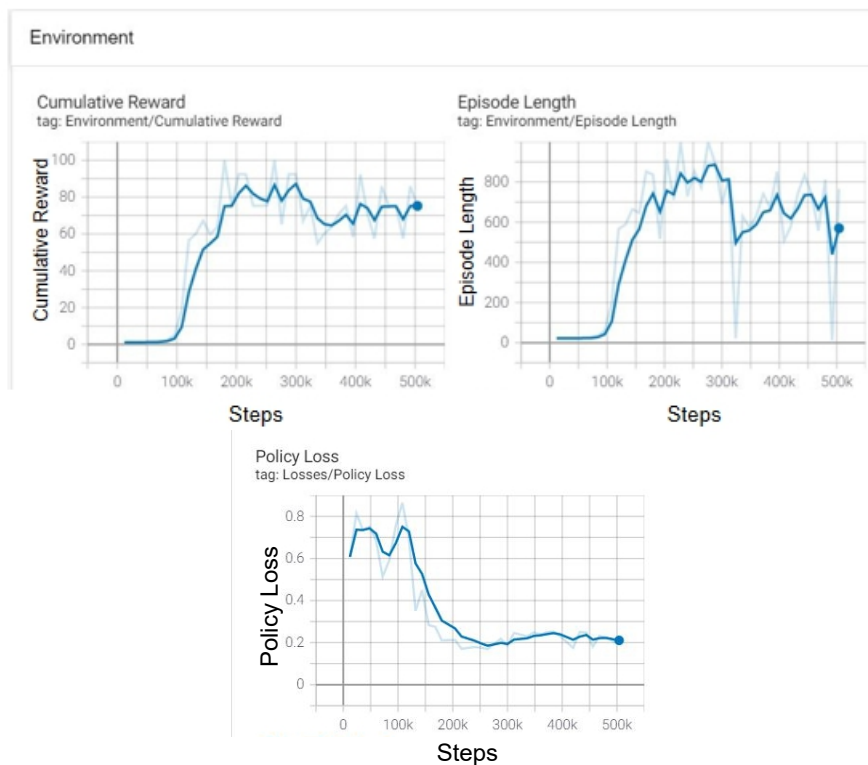 Environment
Cumulative Reward
tag: Environment/Cumulative Reward
Cumulative Reward
100
80
60
40
20
0
0 100k 200k 300k 400k 500k
Steps
Episode Length
tag: Environment/Episode Length
Episode Length
800
600
400
200
0
0 100k 200k 300k 400k 500k
Steps
Policy Loss
tag: Losses/Policy Loss
Policy Loss
0.8
0.6
0.4
0.2
0
0 100k 200k 300k 400k 500k
Steps